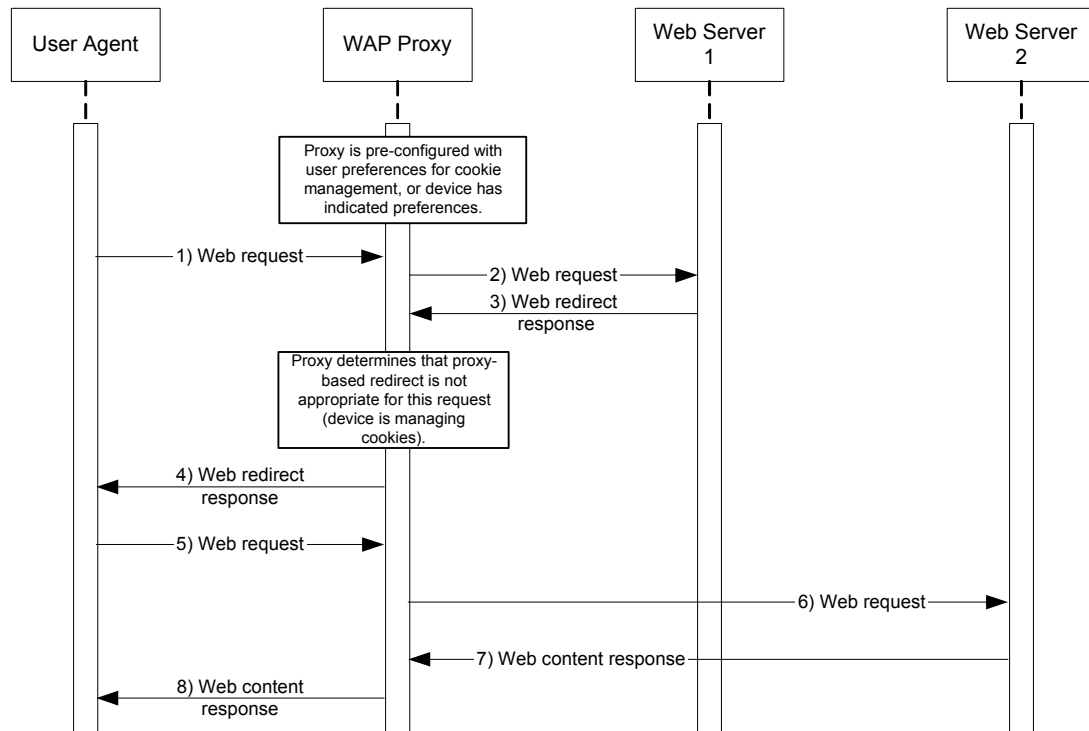 User Agent
WAP Proxy
Web Server
1
Web Server
2
Proxy is pre-configured with
user preferences for cookie
management, or device has
indicated preferences.
1) Web request
2) Web request
3) Web redirect
response
Proxy determines that proxy-
based redirect is not
appropriate for this request
(device is managing
cookies).
4) Web redirect
response
5) Web request
6) Web request
7) Web content response
8) Web content
response